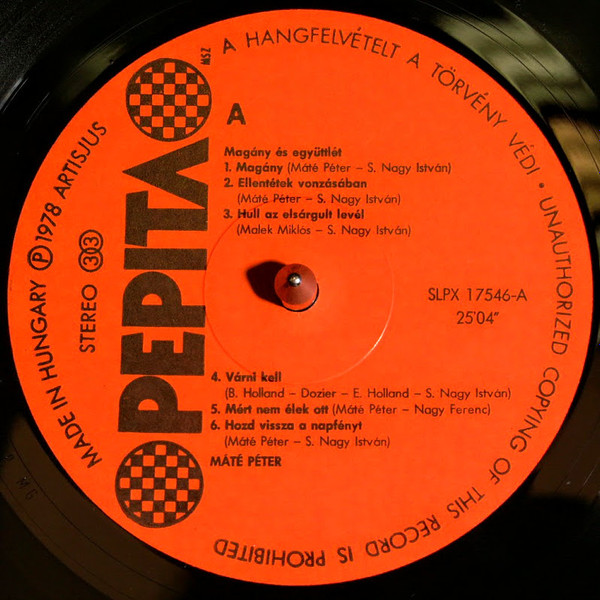 A HANGFELVÉTELT A TÖRVÉNY VÉDI • UNAUTHORIZED COPYING OF THIS RECORD IS PROHIBITED
MADE IN HUNGARY Ⓟ 1978 ARTISJUS
STEREO 33
PEPITA
MSZ
A
Magány és együttlét
1. Magány (Máté Péter – S. Nagy István)
2. Ellentétek vonzásában
(Máté Péter – S. Nagy István)
3. Hull az elsárgult levél
(Malek Miklós – S. Nagy István)
SLPX 17546-A
25'04"
4. Várni kell
(B. Holland – Dozier – E. Holland – S. Nagy István)
5. Mért nem élek ott (Máté Péter – Nagy Ferenc)
6. Hozd vissza a napfényt
(Máté Péter – S. Nagy István)
MÁTÉ PÉTER